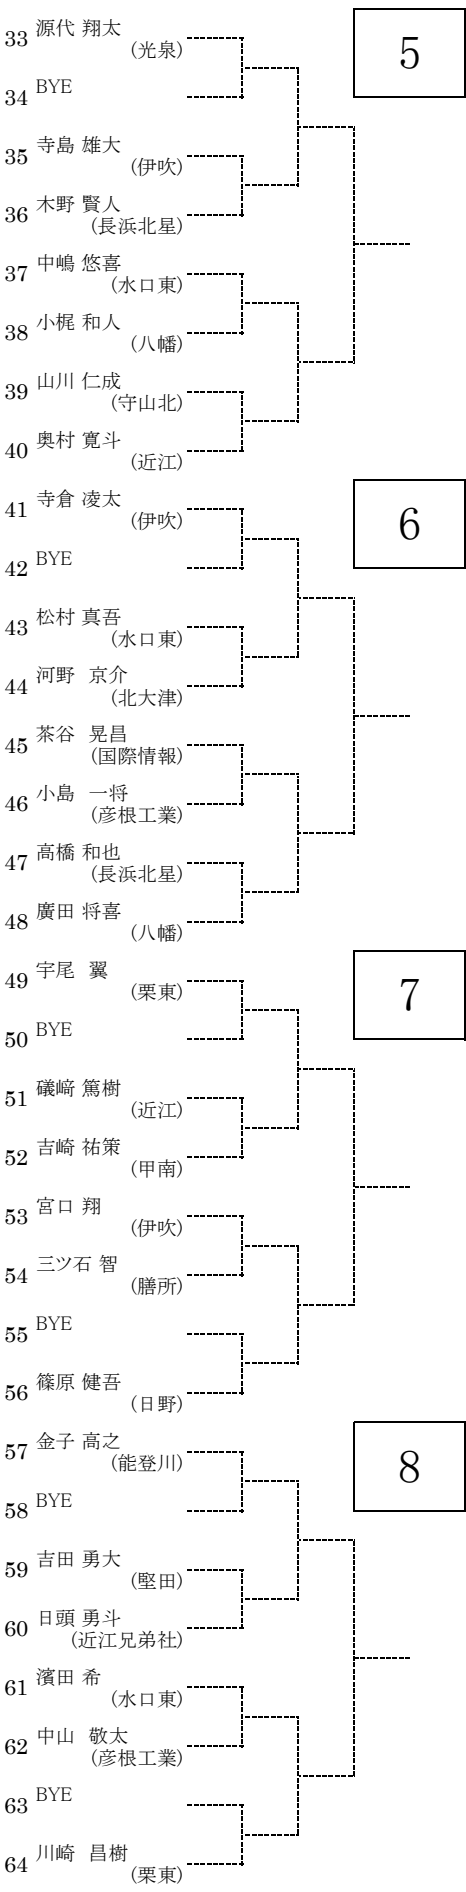 5
33 源代 翔太
(光泉)
34 BYE
35 寺島 雄大
(伊吹)
36 木野 賢人
(長浜北星)
37 中嶋 悠喜
(水口東)
38 小梶 和人
(八幡)
39 山川 仁成
(守山北)
40 奥村 寛斗
(近江)
6
41 寺倉 凌太
(伊吹)
42 BYE
43 松村 真吾
(水口東)
44 河野 京介
(北大津)
45 茶谷 晃昌
(国際情報)
46 小島 一将
(彦根工業)
47 高橋 和也
(長浜北星)
48 廣田 将喜
(八幡)
7
49 宇尾 翼
(栗東)
50 BYE
51 礒﨑 篤樹
(近江)
52 吉崎 祐策
(甲南)
53 宮口 翔
(伊吹)
54 三ツ石 智
(膳所)
55 BYE
56 篠原 健吾
(日野)
8
57 金子 高之
(能登川)
58 BYE
59 吉田 勇大
(堅田)
60 日頭 勇斗
(近江兄弟社)
61 濱田 希
(水口東)
62 中山 敬太
(彦根工業)
63 BYE
64 川崎 昌樹
(栗東)